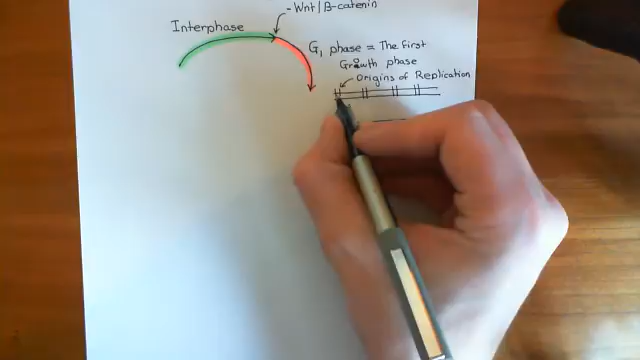 - Wnt/B-catenin
Interphase
G1 phase = The first
Growth phase
Origins of Replication